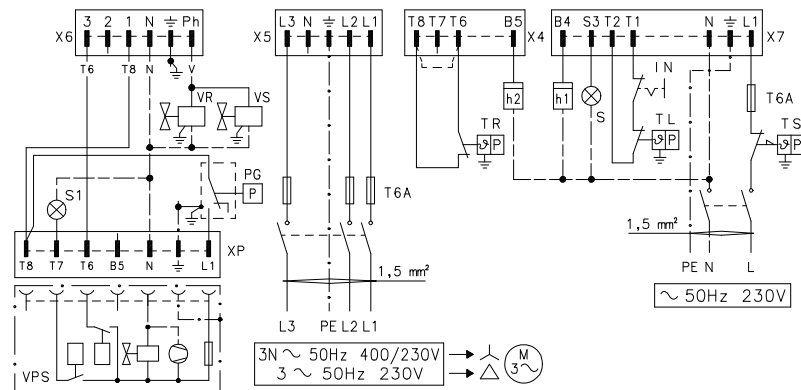 3 2 1 N Ph
X6
T6 T8 N V
VR VS
PG
P
S1
XP
T8 T7 T6 B5 N L1
VPS
X5
L3 N L2 L1
T6A
1,5 mm²
L3 PE L2 L1
3N ~ 50Hz 400/230V
3 ~ 50Hz 230V
M
3~
T8 T7 T6 B5
X4
h2
TR
ϑ P
B4 S3 T2 T1 N L1
X7
h1
S
IN
TL
ϑ P
T6A
TS
ϑ P
1,5 mm²
PE N L
~ 50Hz 230V